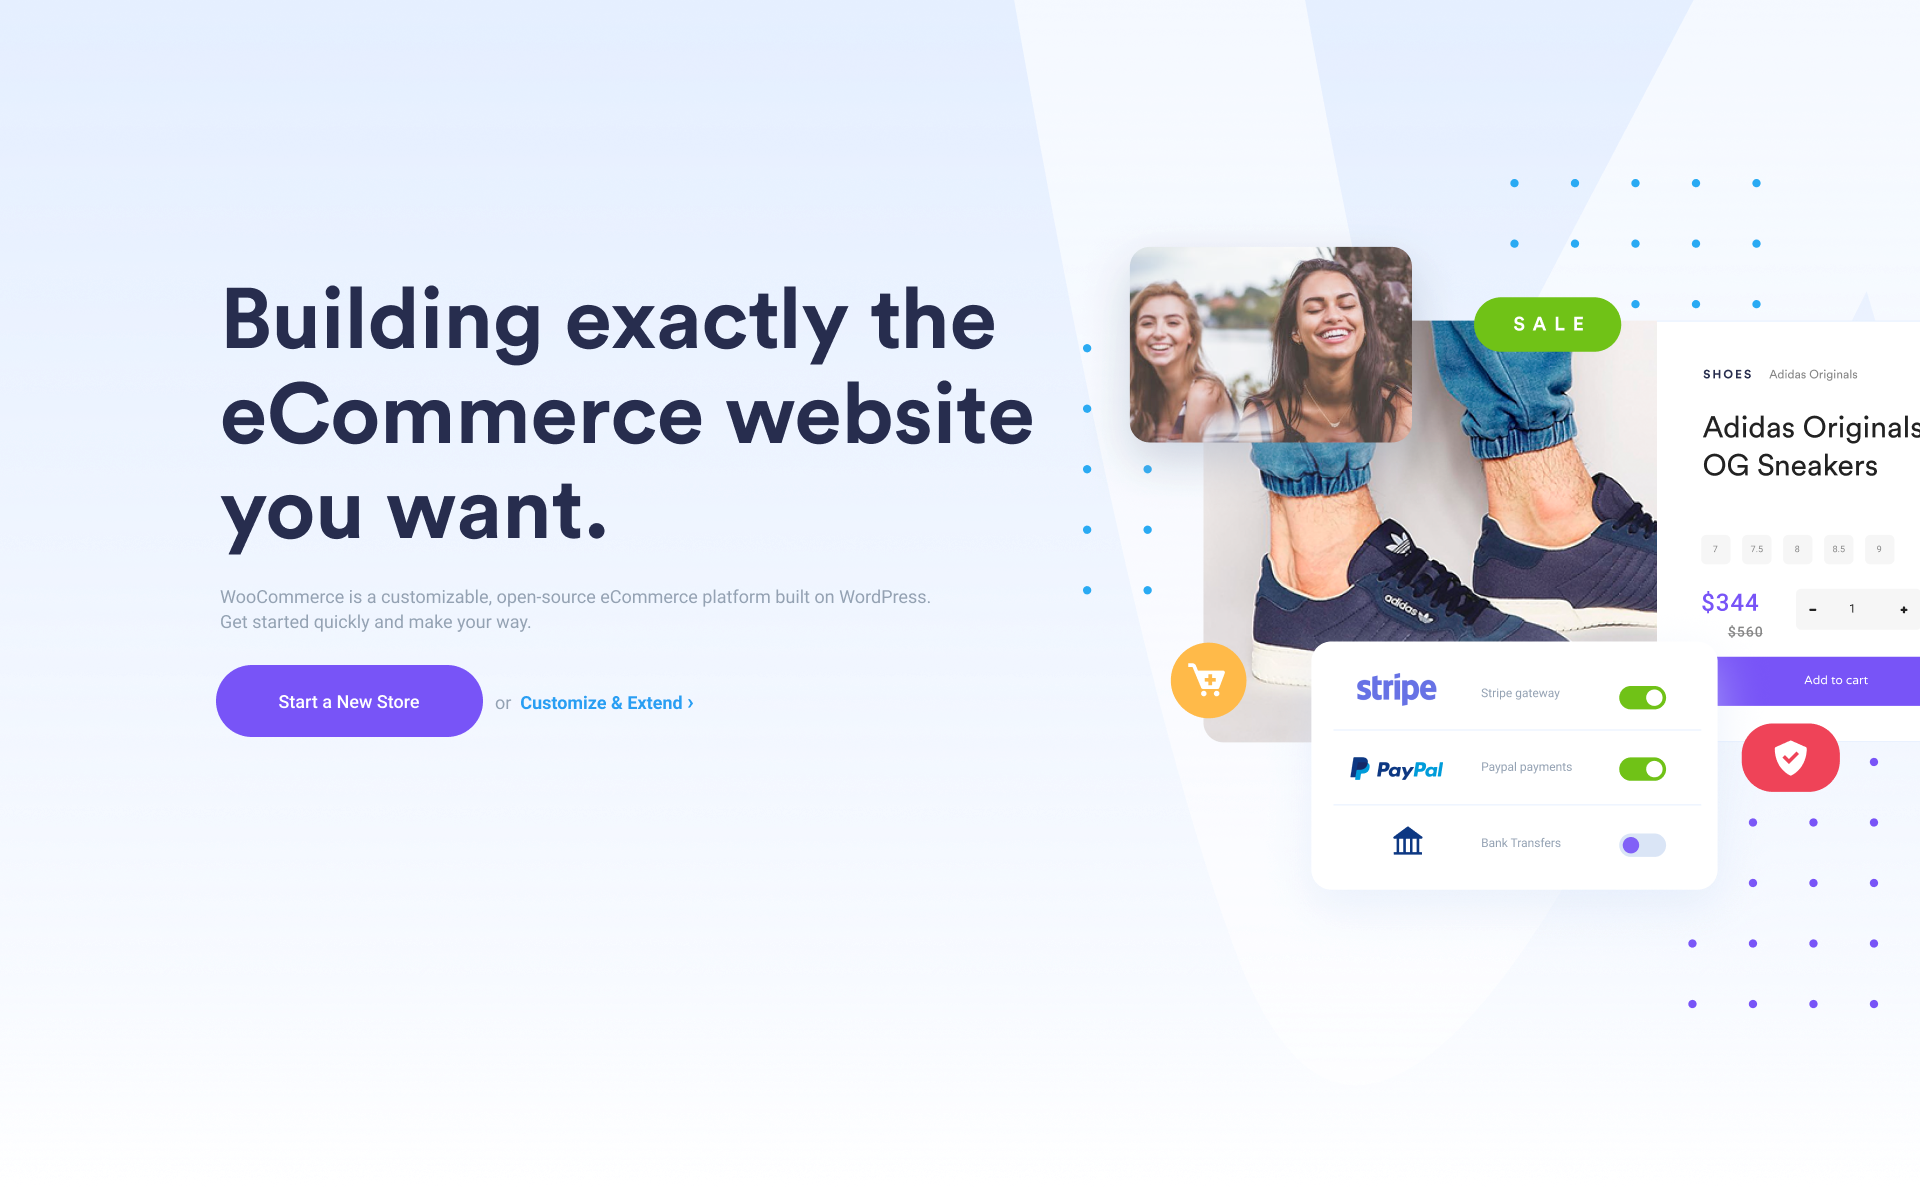 Building exactly the
eCommerce website
you want.
WooCommerce is a customizable, open-source eCommerce platform built on WordPress.
Get started quickly and make your way.
Start a New Store
or Customize & Extend ›
SALE
SHOES Adidas Originals
Adidas Originals
OG Sneakers
7 7.5 8 8.5 9
$344
- 1 +
$560
Add to cart
adidas
stripe Stripe gateway
PayPal Paypal payments
Bank Transfers